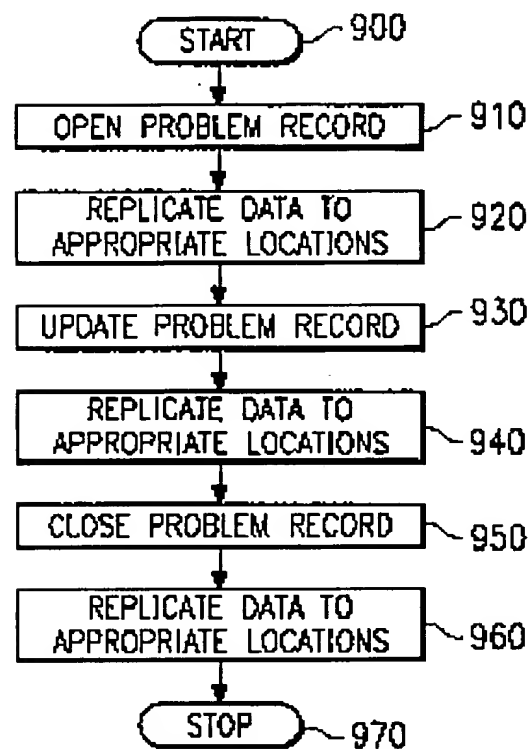 START 900
OPEN PROBLEM RECORD 910
REPLICATE DATA TO
APPROPRIATE LOCATIONS 920
UPDATE PROBLEM RECORD 930
REPLICATE DATA TO
APPROPRIATE LOCATIONS 940
CLOSE PROBLEM RECORD 950
REPLICATE DATA TO
APPROPRIATE LOCATIONS 960
STOP 970